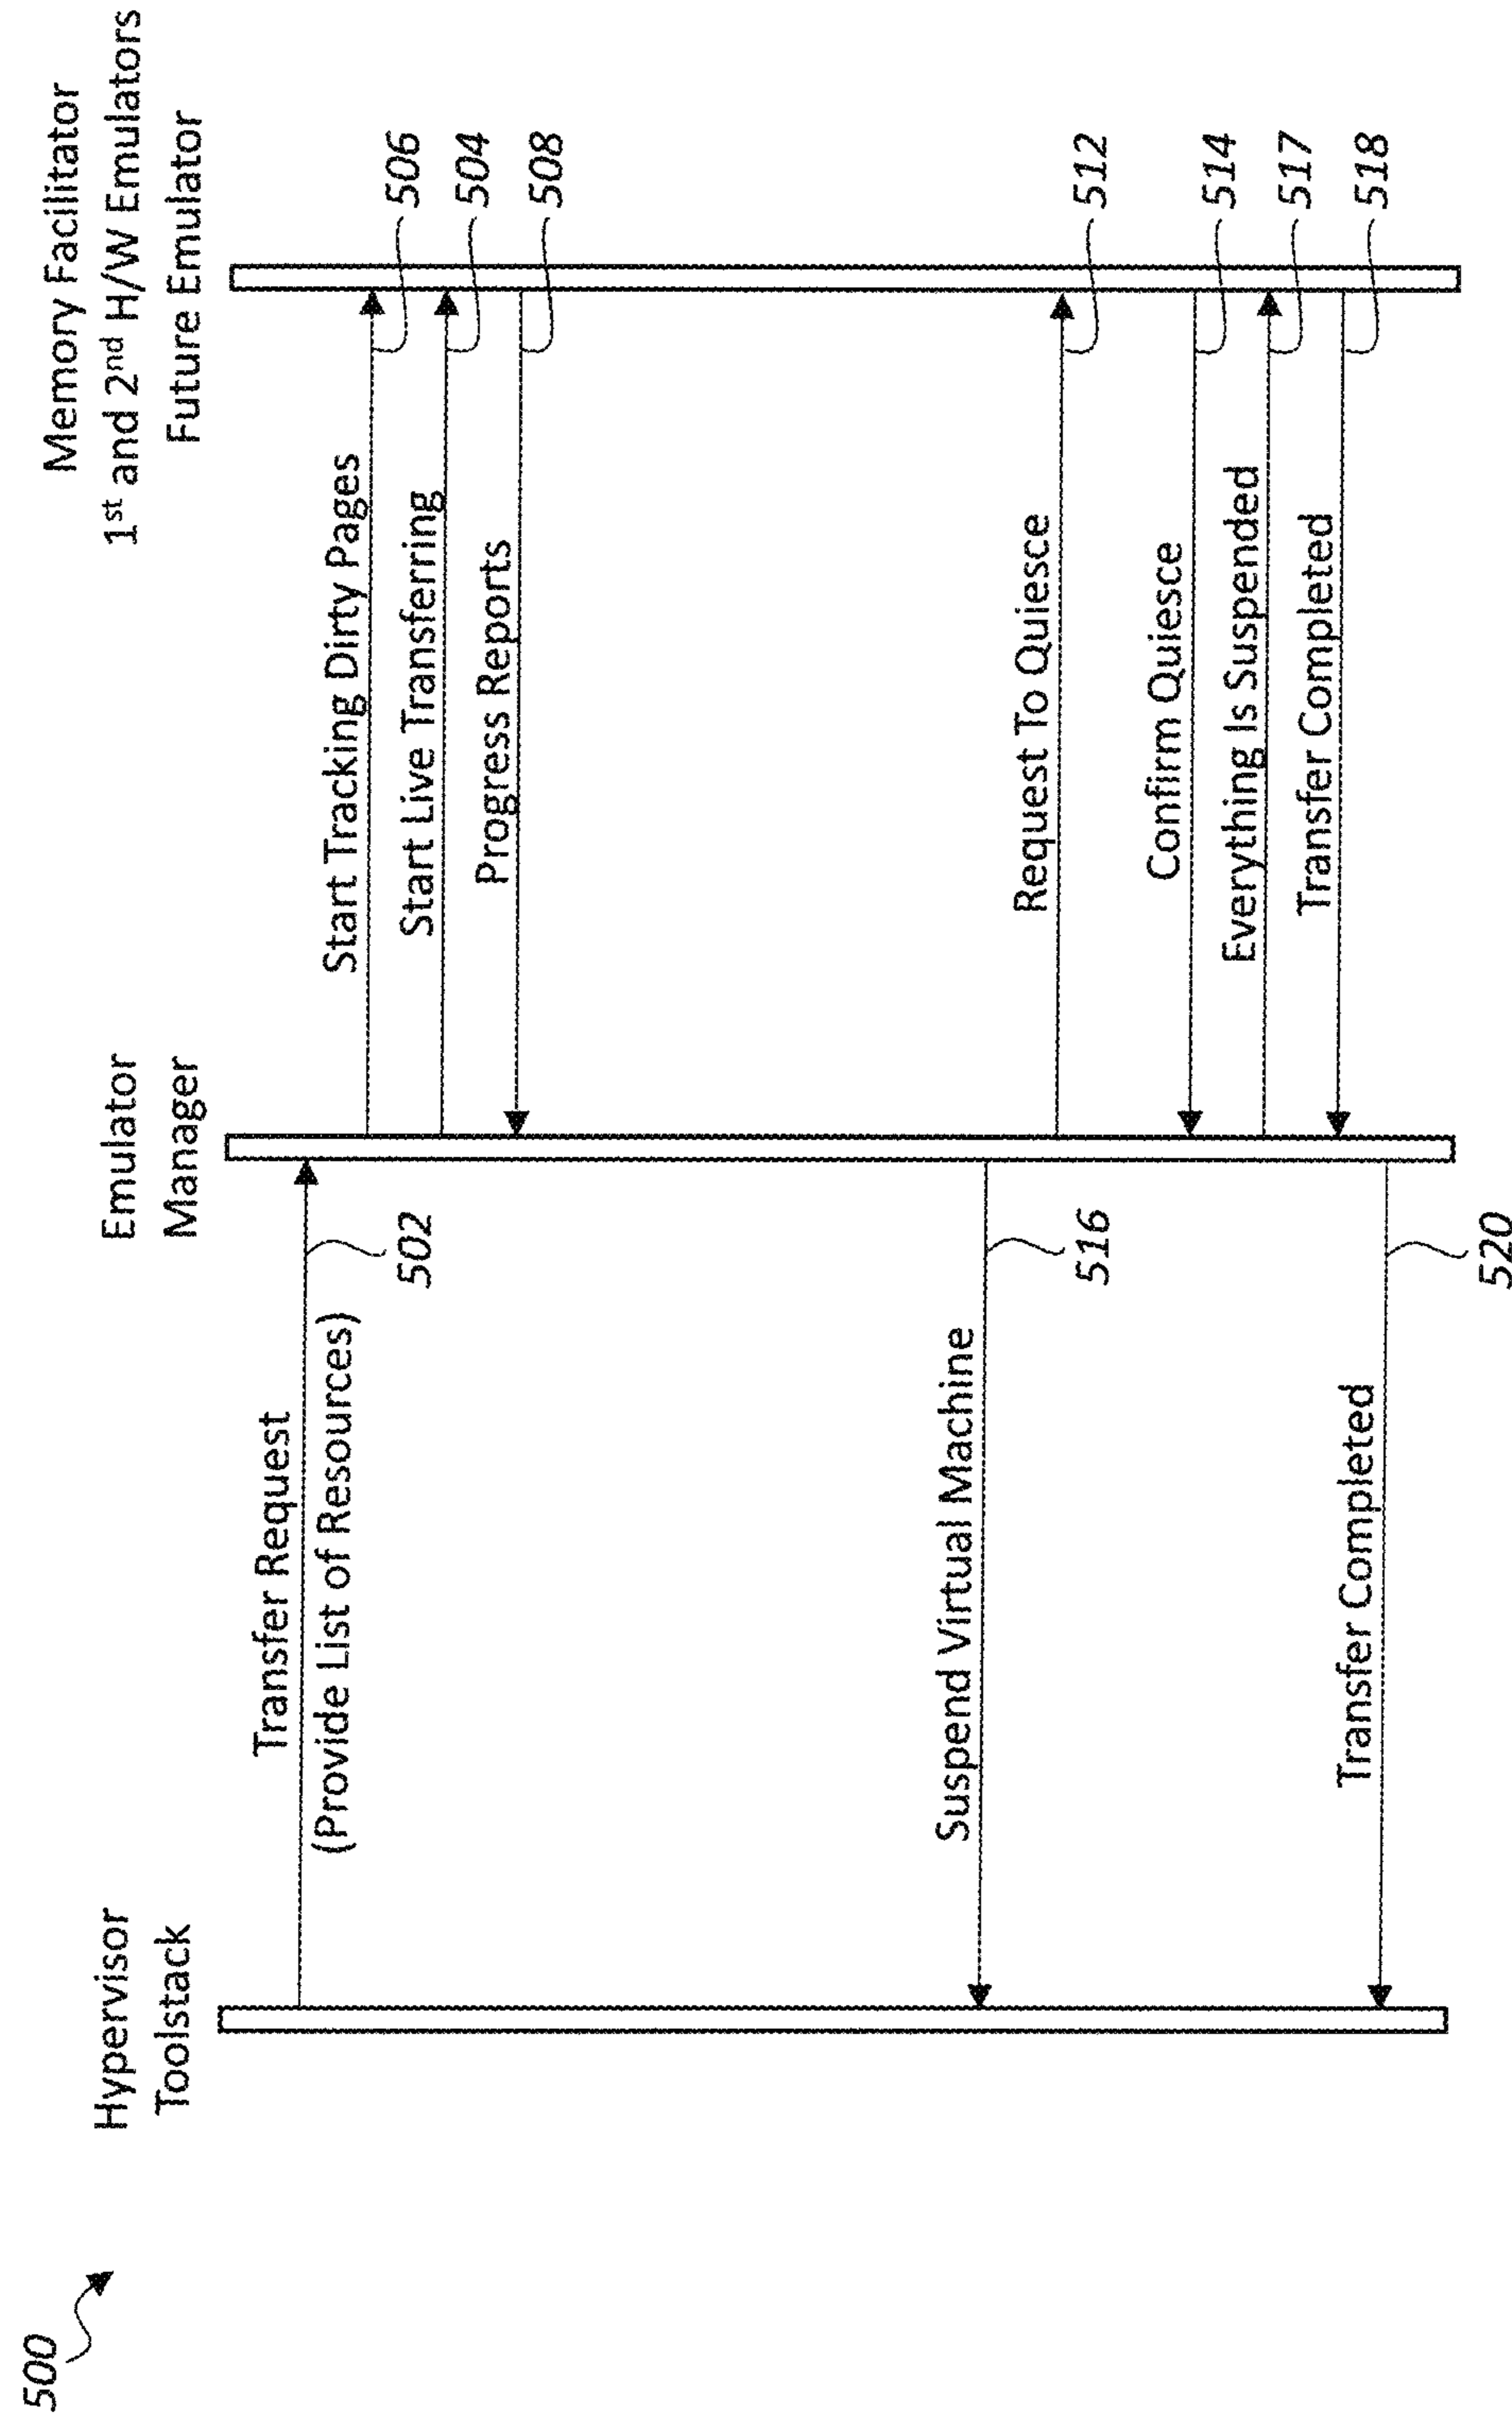 500
Hypervisor
Toolstack
Emulator
Manager
Memory Facilitator
1st and 2nd H/W Emulators
Future Emulator
Transfer Request
(Provide List of Resources)
502
Start Tracking Dirty Pages
506
Start Live Transferring
504
Progress Reports
508
Suspend Virtual Machine
516
Request To Quiesce
512
Confirm Quiesce
514
Everything Is Suspended
517
Transfer Completed
518
Transfer Completed
520